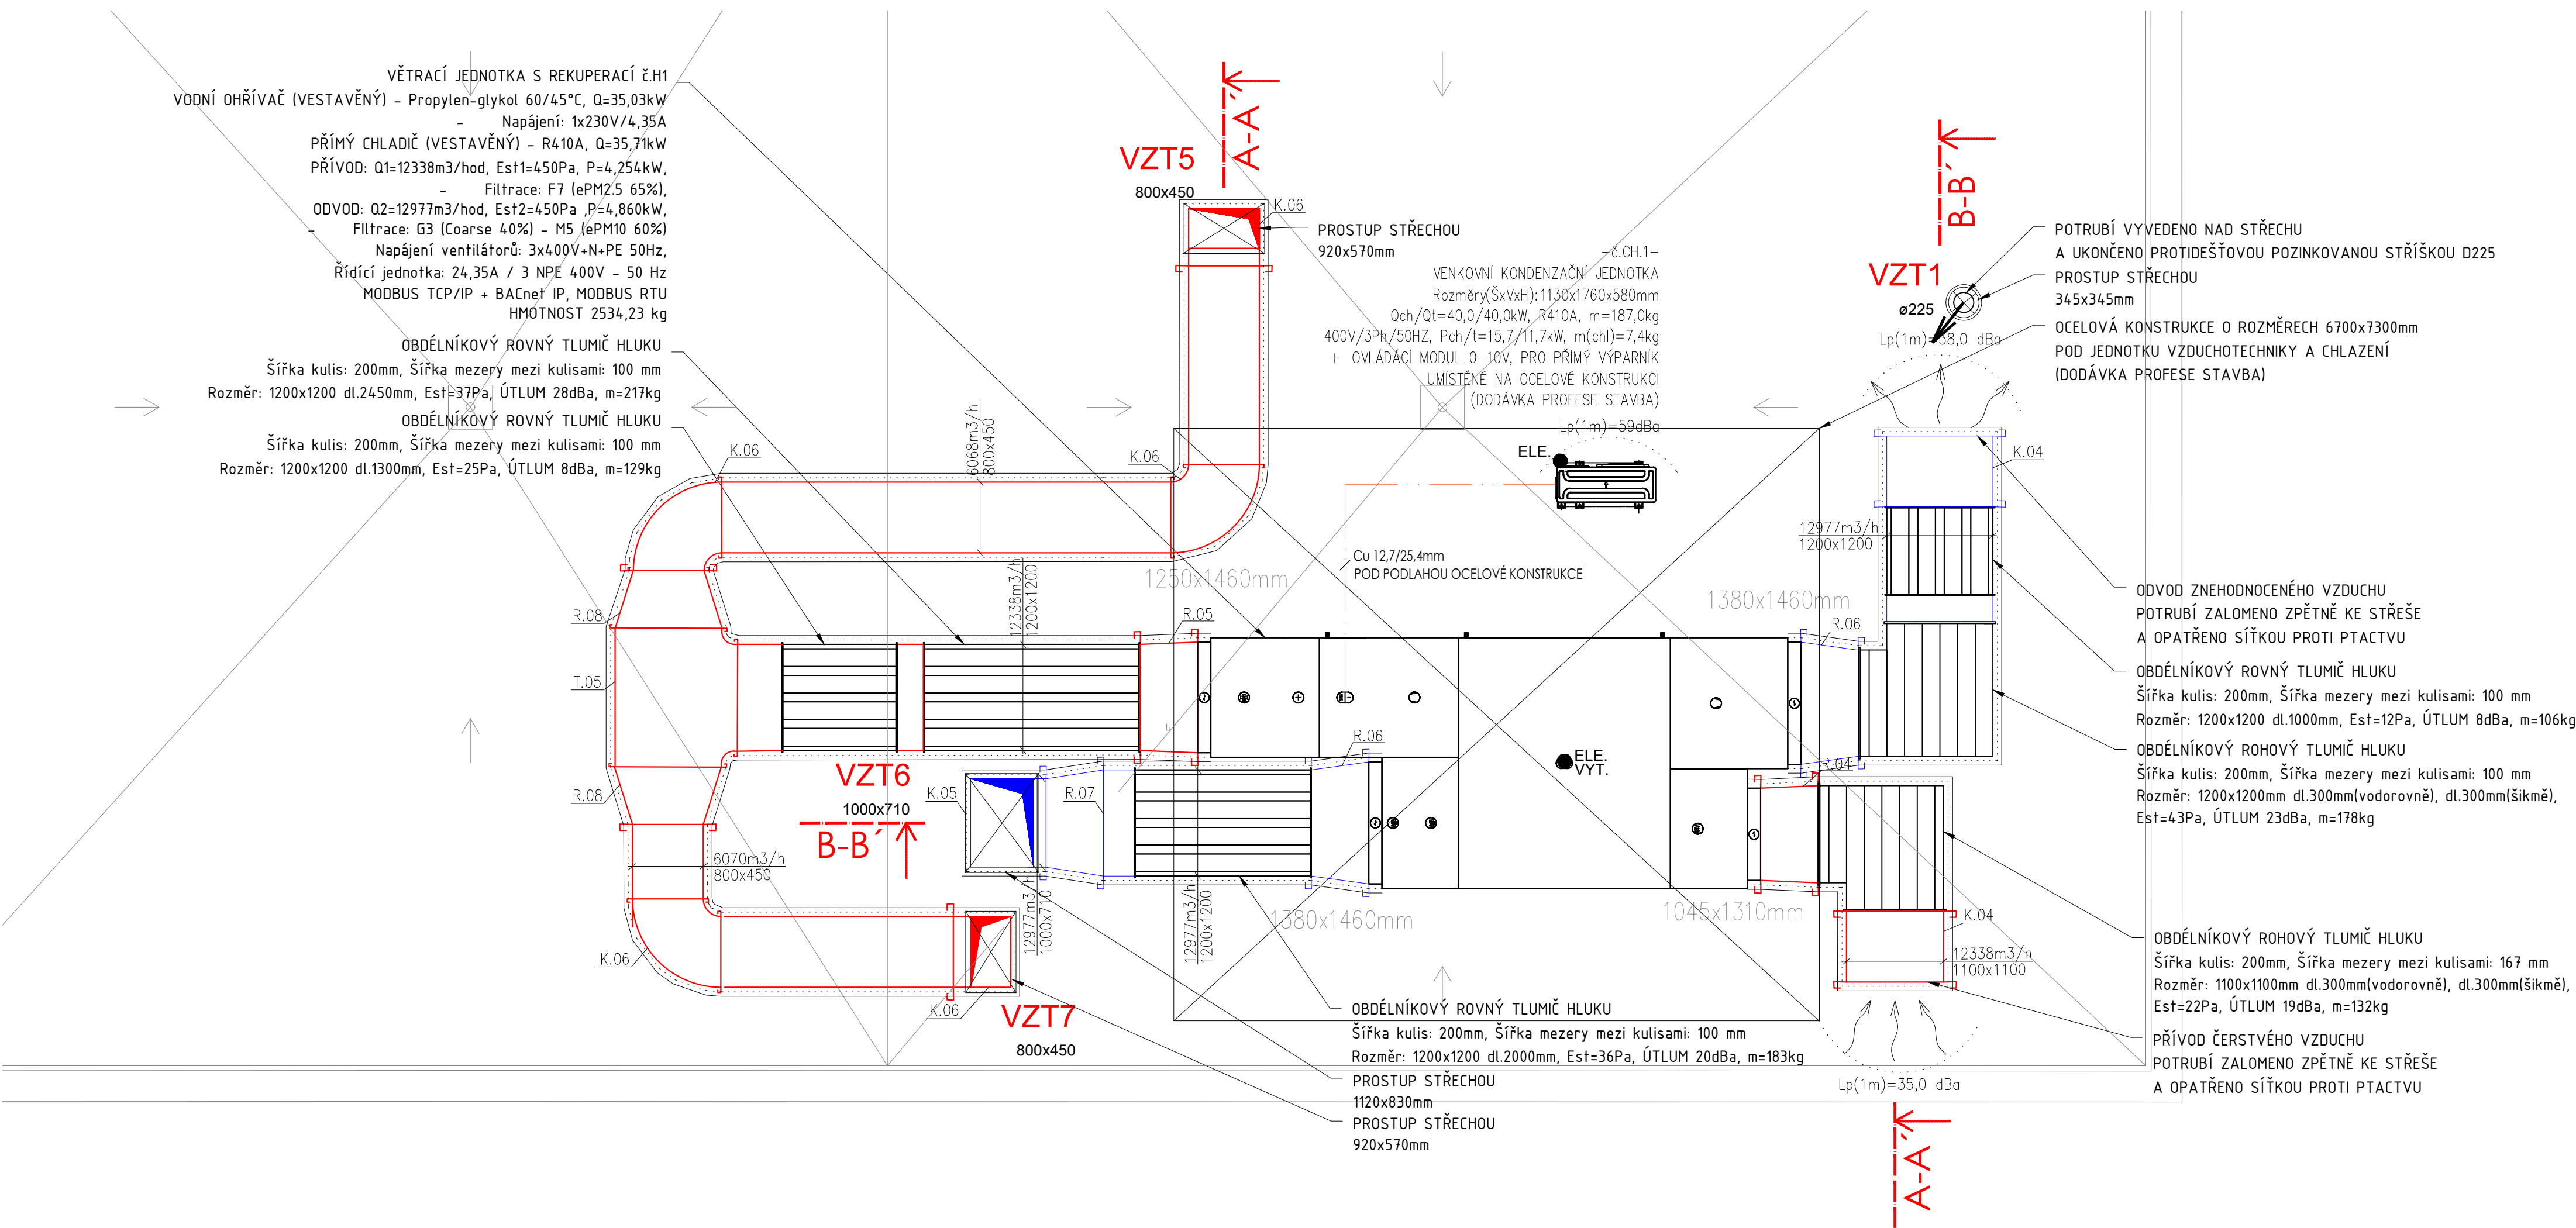 VĚTRACÍ JEDNOTKA S REKUPERACÍ č.H1
VODNÍ OHŘÍVAČ (VESTAVĚNÝ) - Propylen-glykol 60/45°C, Q=35,03kW
- Napájení: 1x230V/4,35A
PŘÍMÝ CHLADIČ (VESTAVĚNÝ) - R410A, Q=35,71kW
PŘÍVOD: Q1=12338m3/hod, Est1=450Pa, P=4,254kW,
- Filtrace: F7 (ePM2.5 65%),
ODVOD: Q2=12977m3/hod, Est2=450Pa ,P=4,860kW,
- FIltrace: G3 (Coarse 40%) - M5 (ePM10 60%)
Napájení ventilátorů: 3x400V+N+PE 50Hz,
Řídící jednotka: 24,35A / 3 NPE 400V - 50 Hz
MODBUS TCP/IP + BACnet IP, MODBUS RTU
HMOTNOST 2534,23 kg
OBDÉLNÍKOVÝ ROVNÝ TLUMIČ HLUKU
Šířka kulis: 200mm, Šířka mezery mezi kulisami: 100 mm
Rozměr: 1200x1200 dl.2450mm, Est=37Pa, ÚTLUM 28dBa, m=217kg
OBDÉLNÍKOVÝ ROVNÝ TLUMIČ HLUKU
Šířka kulis: 200mm, Šířka mezery mezi kulisami: 100 mm
Rozměr: 1200x1200 dl.1300mm, Est=25Pa, ÚTLUM 8dBa, m=129kg
VZT5
800x450
A-A´
K.06
PROSTUP STŘECHOU
920x570mm
-č.CH.1-
VENKOVNÍ KONDENZAČNÍ JEDNOTKA
Rozměry(ŠxVxH):1130x1760x580mm
Qch/Qt=40,0/40,0kW, R410A, m=187,0kg
400V/3Ph/50HZ, Pch/t=15,7/11,7kW, m(chl)=7,4kg
+ OVLÁDACÍ MODUL 0-10V, PRO PŘÍMÝ VÝPARNÍK
UMÍSTĚNÉ NA OCELOVÉ KONSTRUKCI
(DODÁVKA PROFESE STAVBA)
Lp(1m)=59dBa
ELE.
B-B´
VZT1
ø225
Lp(1m)=38,0 dBa
POTRUBÍ VYVEDENO NAD STŘECHU
A UKONČENO PROTIDEŠŤOVOU POZINKOVANOU STŘÍŠKOU D225
PROSTUP STŘECHOU
345x345mm
OCELOVÁ KONSTRUKCE O ROZMĚRECH 6700x7300mm
POD JEDNOTKU VZDUCHOTECHNIKY A CHLAZENÍ
(DODÁVKA PROFESE STAVBA)
K.04
12977m3/h
1200x1200
K.06
6068m3/h
800x450
K.06
Cu 12,7/25,4mm
POD PODLAHOU OCELOVÉ KONSTRUKCE
1250x1460mm
1380x1460mm
12338m3/h
1200x1200
R.08
R.05
R.06
T.05
R.06
ELE.
VYT.
R.04
ODVOD ZNEHODNOCENÉHO VZDUCHU
POTRUBÍ ZALOMENO ZPĚTNĚ KE STŘEŠE
A OPATŘENO SÍŤKOU PROTI PTACTVU
OBDÉLNÍKOVÝ ROVNÝ TLUMIČ HLUKU
Šířka kulis: 200mm, Šířka mezery mezi kulisami: 100 mm
Rozměr: 1200x1200 dl.1000mm, Est=12Pa, ÚTLUM 8dBa, m=106kg
OBDÉLNÍKOVÝ ROHOVÝ TLUMIČ HLUKU
Šířka kulis: 200mm, Šířka mezery mezi kulisami: 100 mm
Rozměr: 1200x1200mm dl.300mm(vodorovně), dl.300mm(šikmě),
Est=43Pa, ÚTLUM 23dBa, m=178kg
VZT6
1000x710
B-B´
R.08
K.05
R.07
6070m3/h
800x450
12977m3/h
1000x710
12977m3/h
1200x1200
1380x1460mm
1045x1310mm
K.04
12338m3/h
1100x1100
K.06
K.06
VZT7
800x450
OBDÉLNÍKOVÝ ROVNÝ TLUMIČ HLUKU
Šířka kulis: 200mm, Šířka mezery mezi kulisami: 100 mm
Rozměr: 1200x1200 dl.2000mm, Est=36Pa, ÚTLUM 20dBa, m=183kg
PROSTUP STŘECHOU
1120x830mm
PROSTUP STŘECHOU
920x570mm
OBDÉLNÍKOVÝ ROHOVÝ TLUMIČ HLUKU
Šířka kulis: 200mm, Šířka mezery mezi kulisami: 167 mm
Rozměr: 1100x1100mm dl.300mm(vodorovně), dl.300mm(šikmě),
Est=22Pa, ÚTLUM 19dBa, m=132kg
PŘÍVOD ČERSTVÉHO VZDUCHU
POTRUBÍ ZALOMENO ZPĚTNĚ KE STŘEŠE
A OPATŘENO SÍŤKOU PROTI PTACTVU
Lp(1m)=35,0 dBa
A-A´